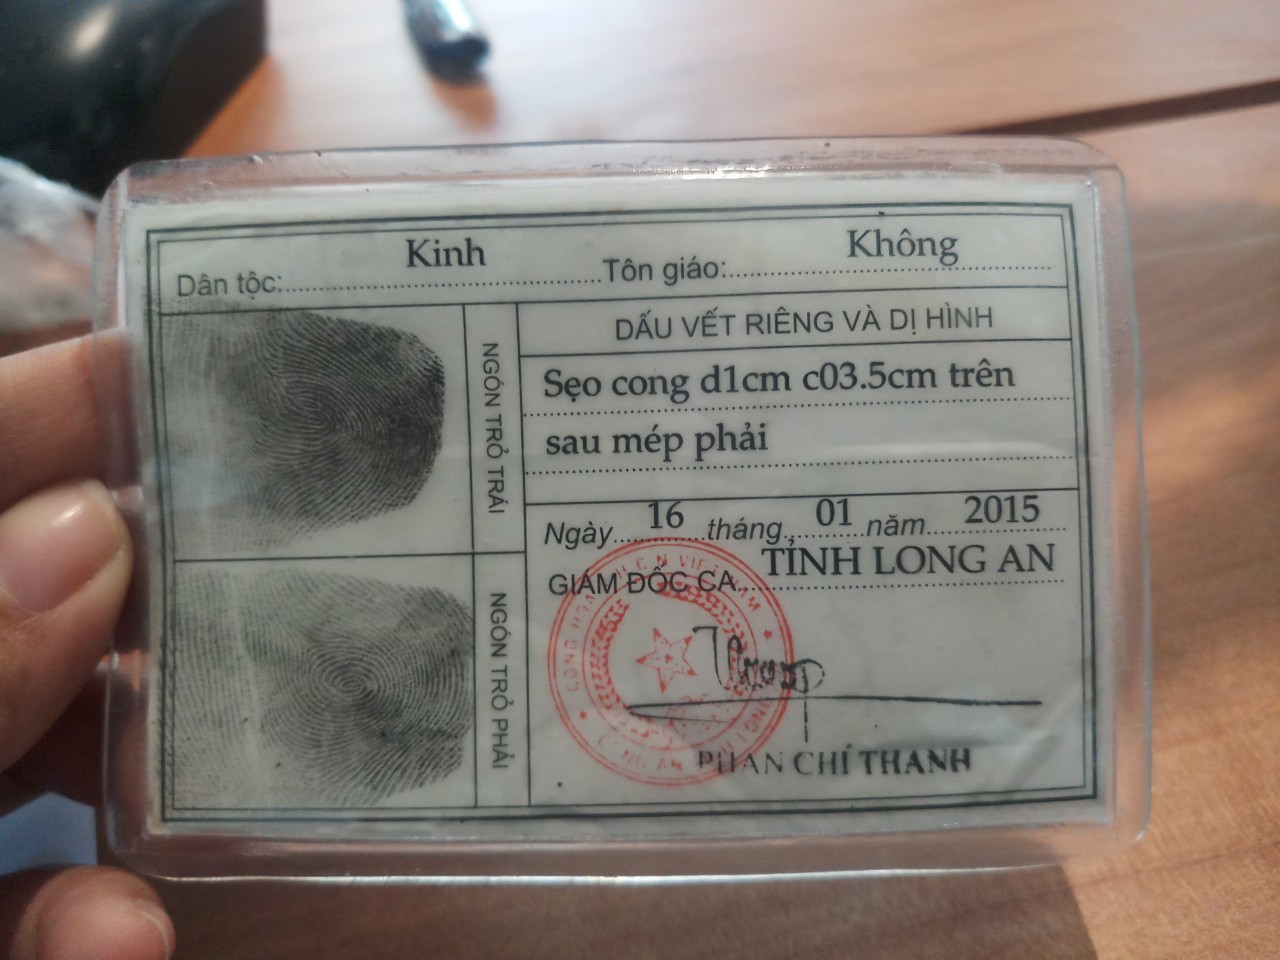 Dân tộc: Kinh Tôn giáo: Không
NGÓN TRỎ TRÁI
DẤU VẾT RIÊNG VÀ DỊ HÌNH
Sẹo cong d1cm c03.5cm trên
sau mép phải
Ngày 16 tháng 01 năm 2015
GIÁM ĐỐC CA TỈNH LONG AN
NGÓN TRỎ PHẢI
PHAN CHÍ THANH